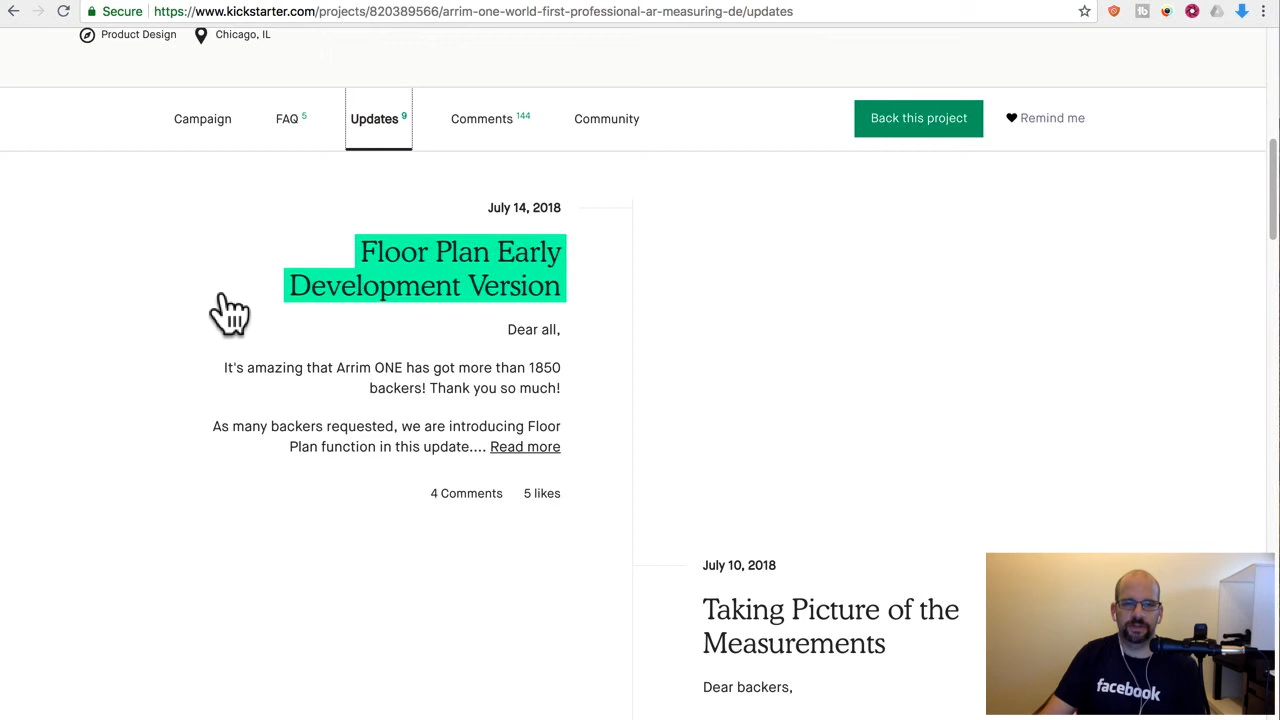 Secure
https://www.kickstarter.com/projects/820389566/arrim-one-world-first-professional-ar-measuring-de/updates
Product Design Chicago, IL
Campaign FAQ 5 Updates 9 Comments 144 Community Back this project Remind me
July 14, 2018
Floor Plan Early
Development Version
Dear all,
It's amazing that Arrim ONE has got more than 1850
backers! Thank you so much!
As many backers requested, we are introducing Floor
Plan function in this update.... Read more
4 Comments 5 likes
July 10, 2018
Taking Picture of the
Measurements
Dear backers,
facebook